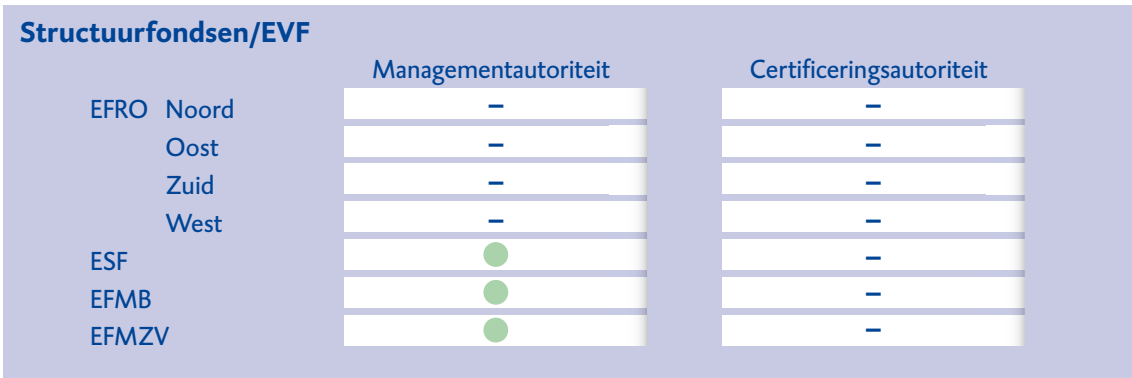 Structuurfondsen/EVF
Managementautoriteit Certificeringsautoriteit
EFRO Noord – –
Oost – –
Zuid – –
West – –
ESF –
EFMB –
EFMZV –